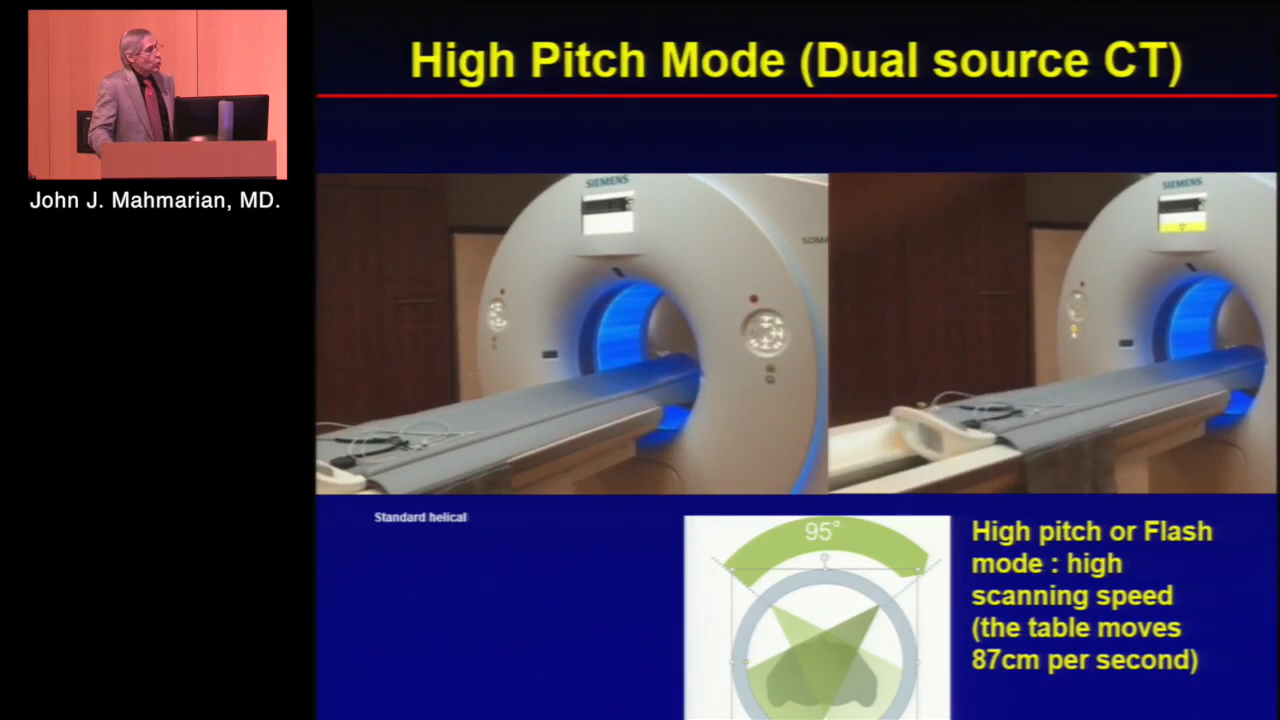 High Pitch Mode (Dual source CT)
John J. Mahmarian, MD.
SIEMENS
SOMA
SIEMENS
Standard helical
95°
High pitch or Flash
mode : high
scanning speed
(the table moves
87cm per second)